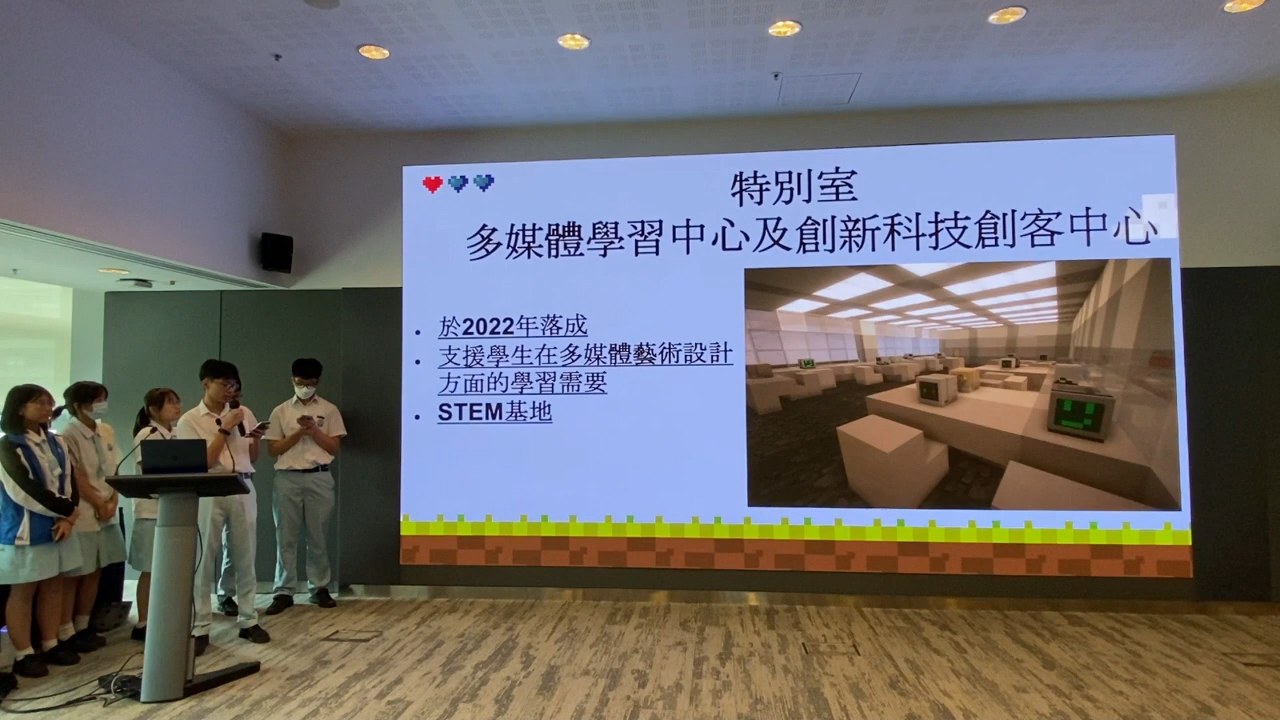 特別室
多媒體學習中心及創新科技創客中心
於2022年落成
支援學生在多媒體藝術設計
方面的學習需要
STEM基地